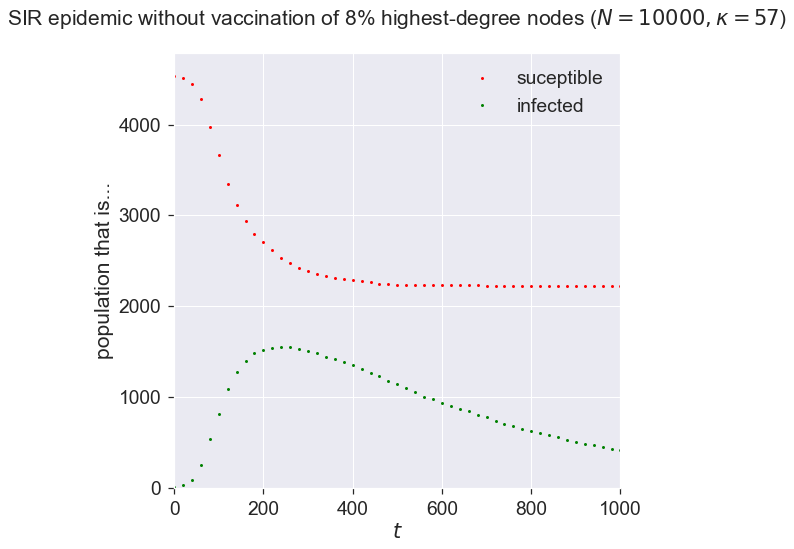 SIR epidemic without vaccination of 8% highest-degree nodes (N = 10000, κ = 57)
suceptible
infected
population that is...
4000
3000
2000
1000
0
0 200 400 600 800 1000
t